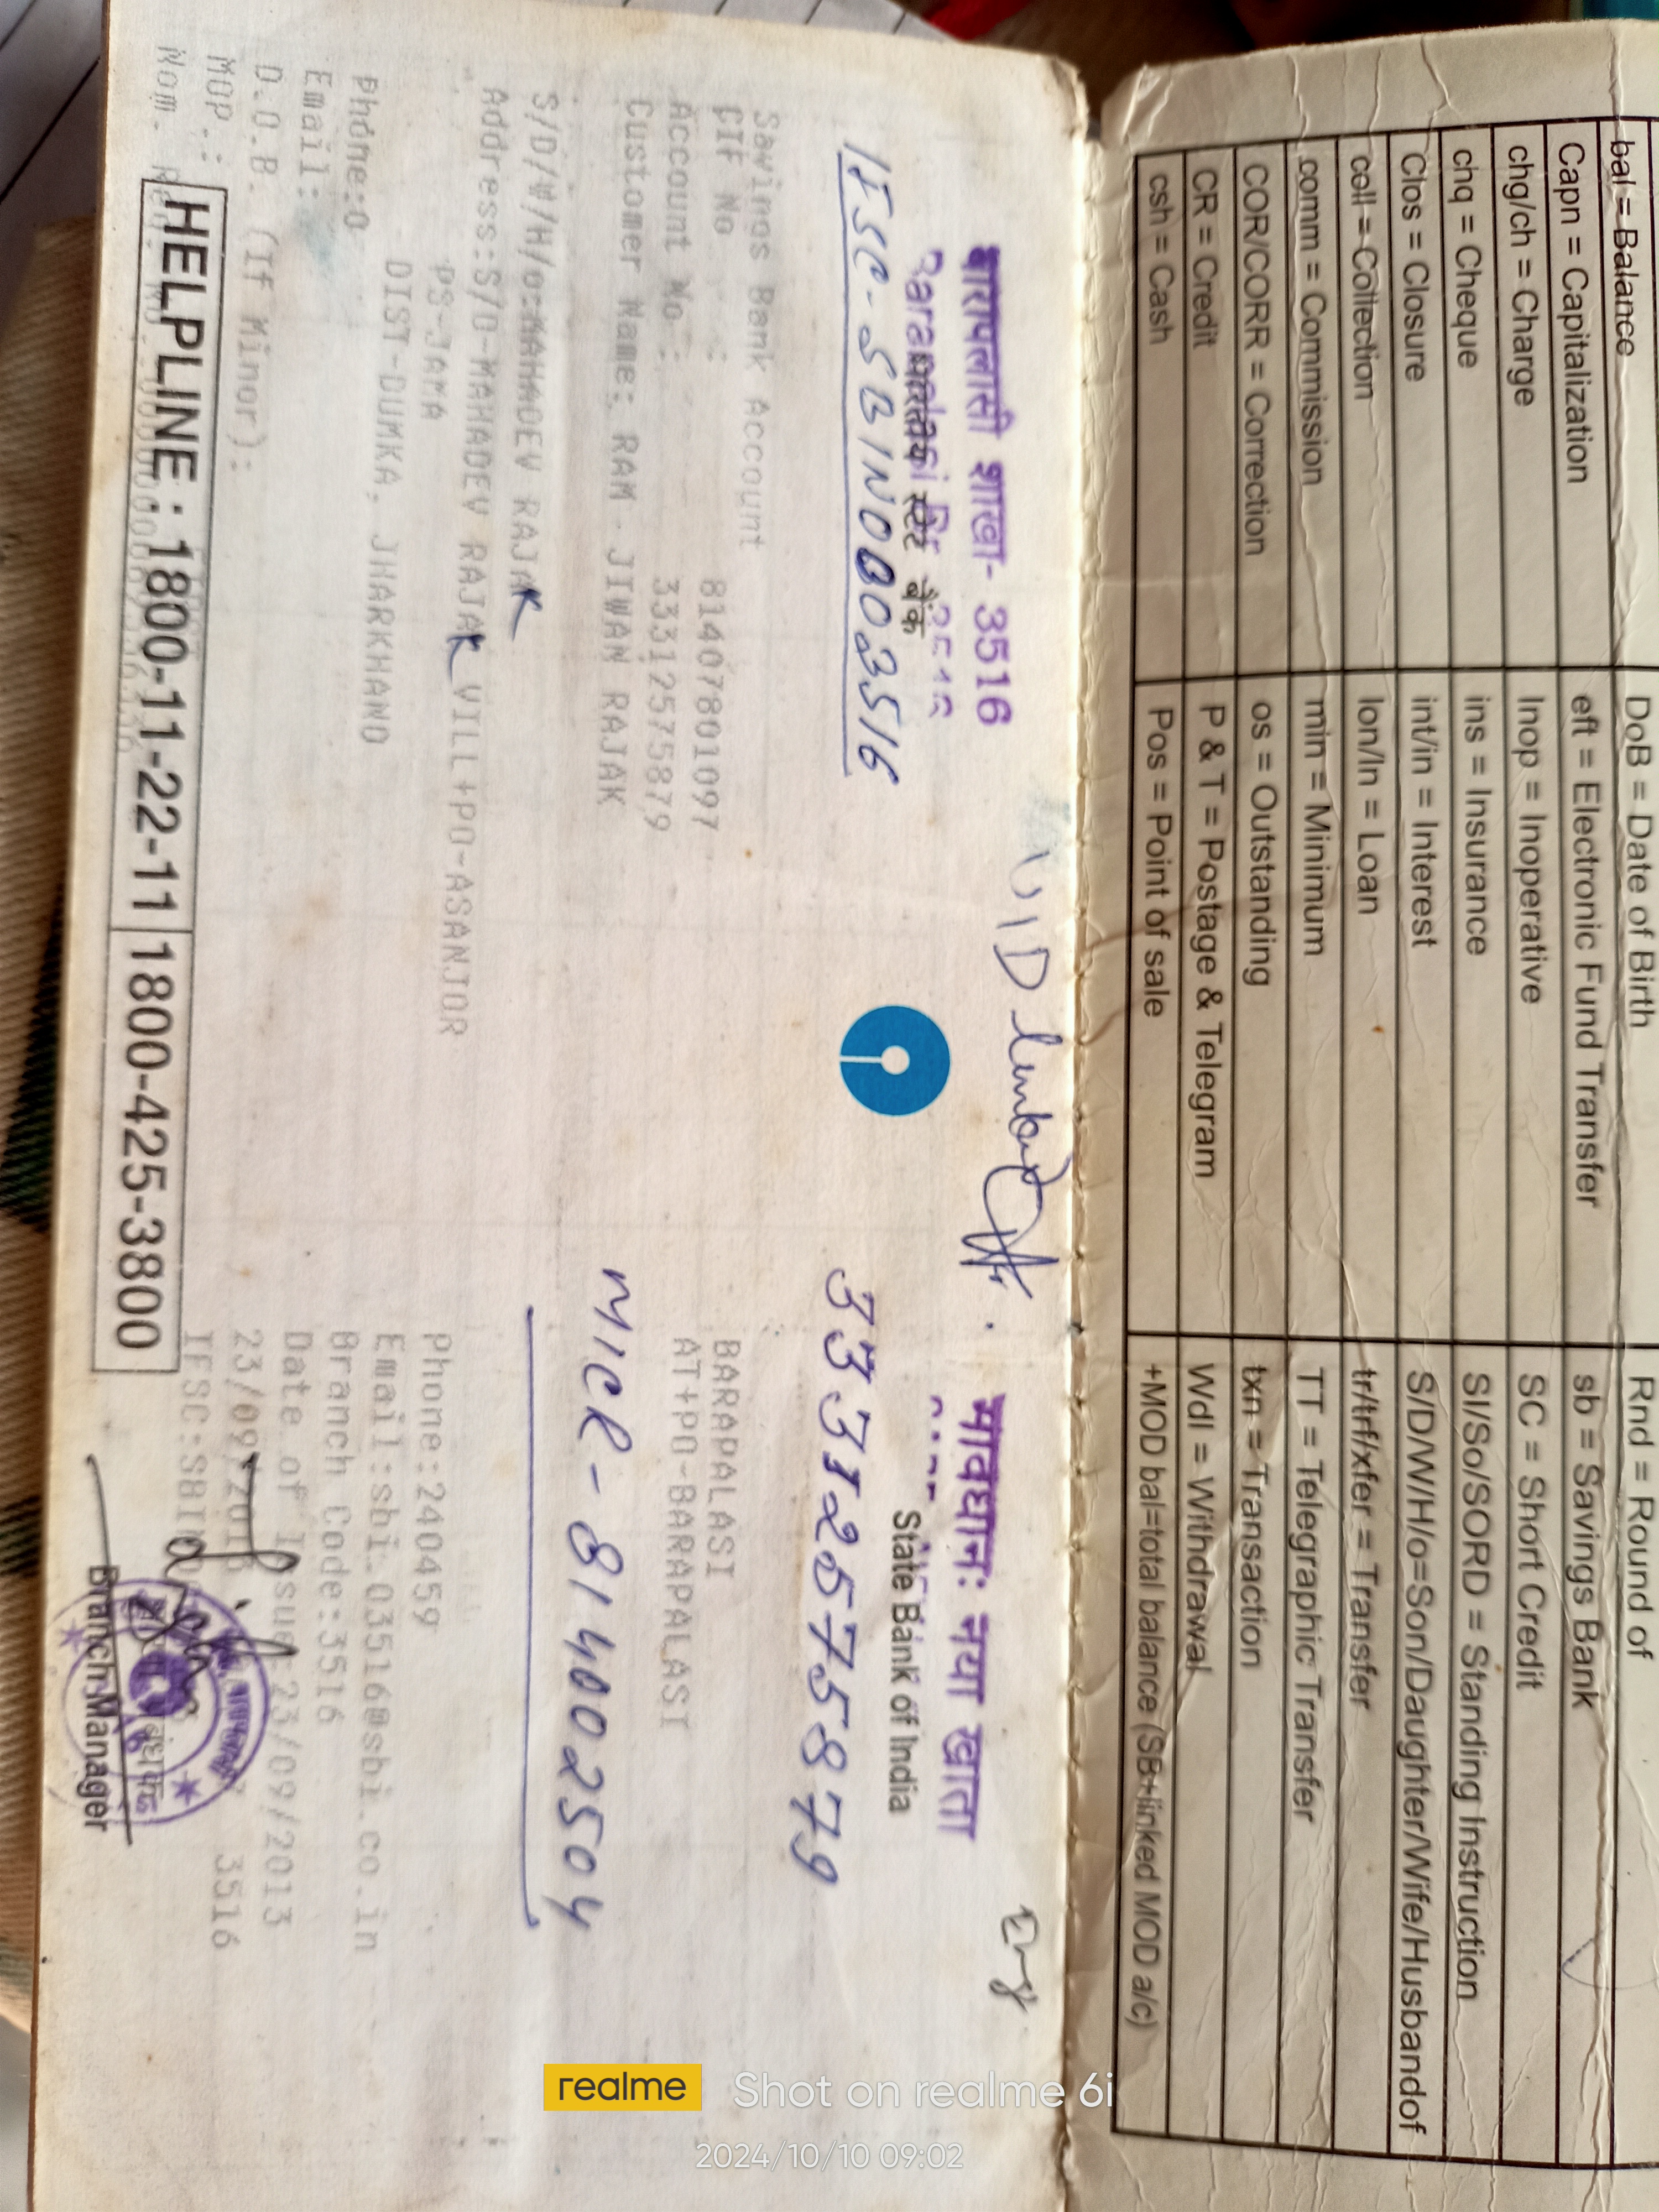 bal = Balance
DoB = Date of Birth
Rnd = Round of
Capn = Capitalization
eft = Electronic Fund Transfer
sb = Savings Bank
chg/ch = Charge
Inop = Inoperative
SC = Short Credit
chq = Cheque
ins = Insurance
SI/So/SORD = Standing Instruction
Clos = Closure
int/in = Interest
S/D/W/H/o=Son/Daughter/Wife/Husbandof
coll = Collection
lon/ln = Loan
tr/trf/xfer = Transfer
comm = Commission
min = Minimum
TT = Telegraphic Transfer
COR/CORR = Correction
os = Outstanding
txn = Transaction
CR = Credit
P & T = Postage & Telegram
Wdl = Withdrawal
csh = Cash
Pos = Point of sale
+MOD bal=total balance (SB+linked MOD a/c)
बारापलासी शाखा- 3516
सावधान: नया खाता
भारतीय स्टेट बैंक
State Bank of India
IFSC-SBIN0003516
33312575879
Savings Bank Account
CIF No : 81407801097
BARAPALASI
Account No : 33312575879
AT+PO-BARAPALASI
Customer Name: RAM JIWAN RAJAK
MICR-814002504
S/D/W/H/o:MAHADEV RAJAK
Address:S/O-MAHADEV RAJAK VILL+PO-ASANJOR
PS-JAMA
DIST-DUMKA, JHARKHAND
Phone:0
Phone:240459
Email:
Email:sbi.03516@sbi.co.in
Branch Code:3516
D.O.B. (If Minor):
Date of Issue:23/09/2013
MOP.:
Nom.
HELPLINE : 1800-11-22-11 1800-425-3800
Branch Manager
realme Shot on realme 6i
2024/10/10 09:02